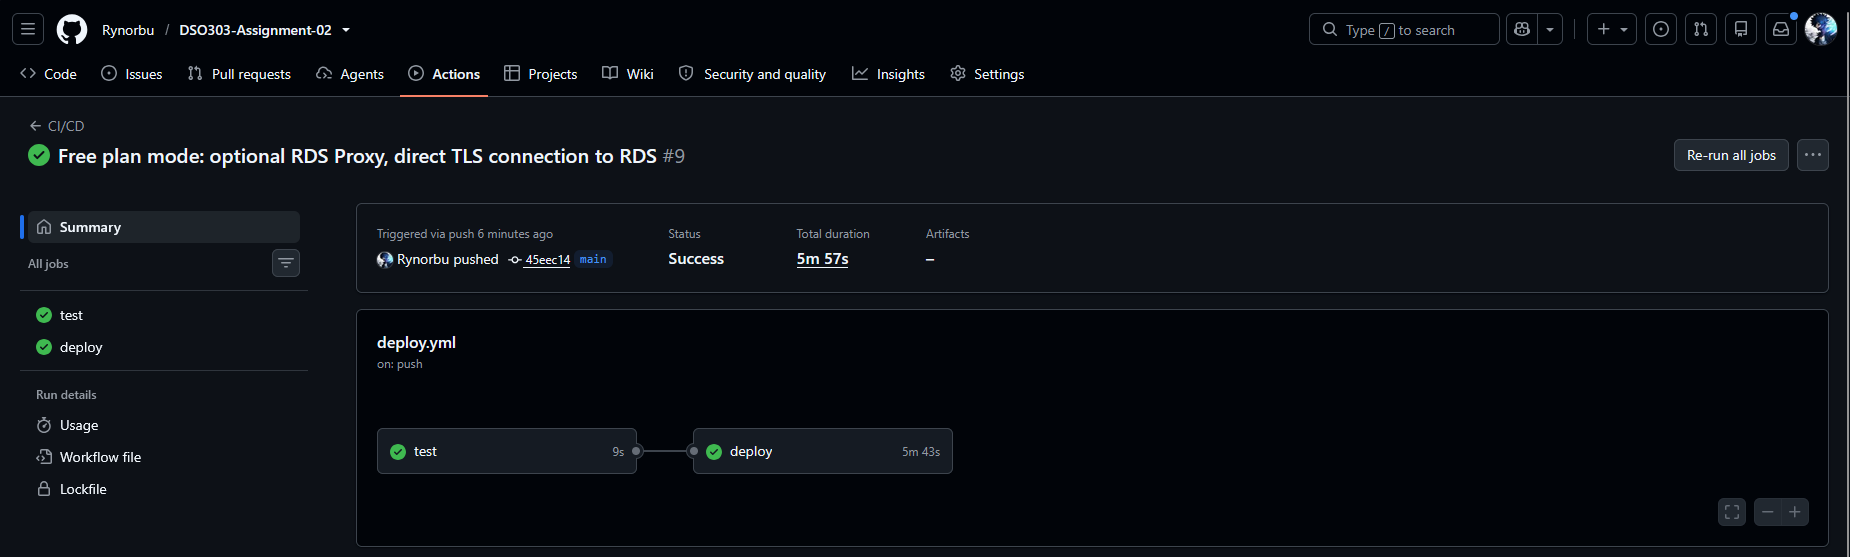 Rynorbu / DSO303-Assignment-02
Type / to search
Code Issues Pull requests Agents Actions Projects Wiki Security and quality Insights Settings
CI/CD
Free plan mode: optional RDS Proxy, direct TLS connection to RDS #9
Re-run all jobs
Summary
All jobs
test
deploy
Run details
Usage
Workflow file
Lockfile
Triggered via push 6 minutes ago
Rynorbu pushed 45eec14 main
Status
Success
Total duration
5m 57s
Artifacts
–
deploy.yml
on: push
test 9s
deploy 5m 43s